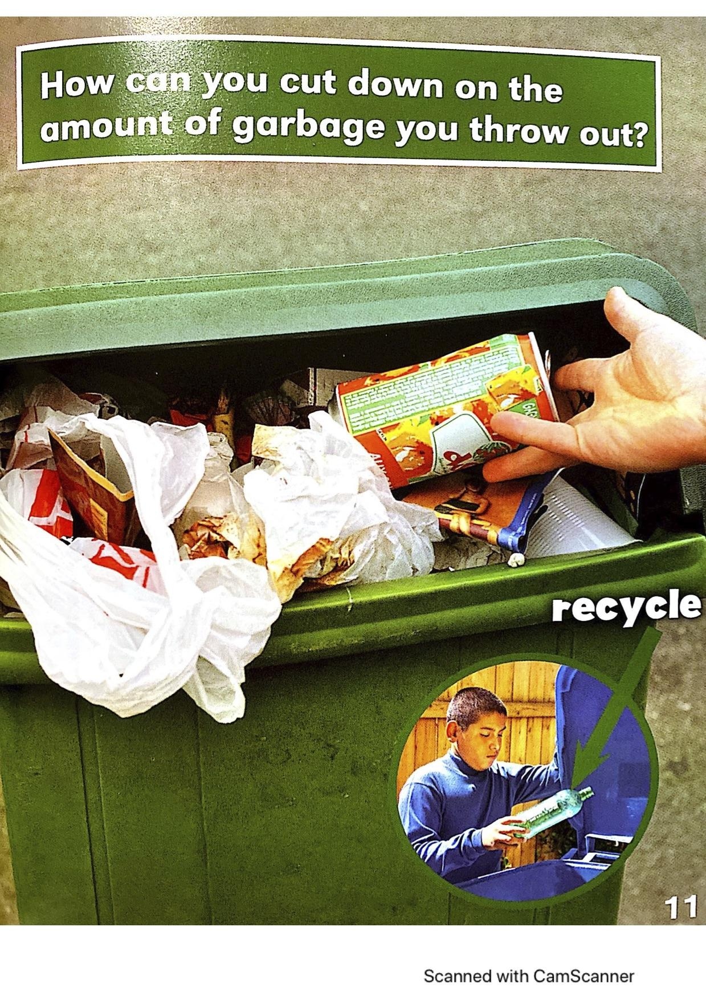 How can you cut down on the
amount of garbage you throw out?
recycle
11
Scanned with CamScanner